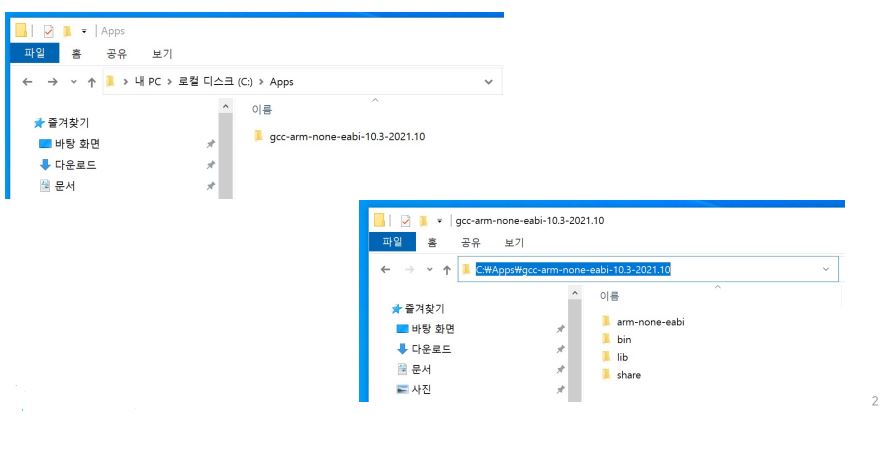 Apps
파일 홈 공유 보기
내 PC 로컬 디스크 (C:) Apps
이름
즐겨찾기
바탕 화면
다운로드
문서
gcc-arm-none-eabi-10.3-2021.10
gcc-arm-none-eabi-10.3-2021.10
파일 홈 공유 보기
C:₩Apps₩gcc-arm-none-eabi-10.3-2021.10
이름
즐겨찾기
바탕 화면
다운로드
문서
사진
arm-none-eabi
bin
lib
share
2